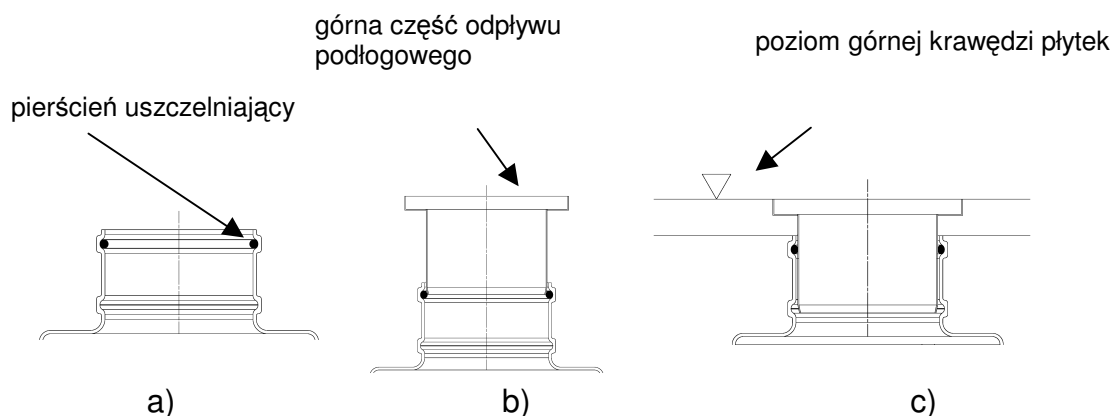 górna część odpływu
podłogowego
poziom górnej krawędzi płytek
pierścień uszczelniający
a)
b)
c)